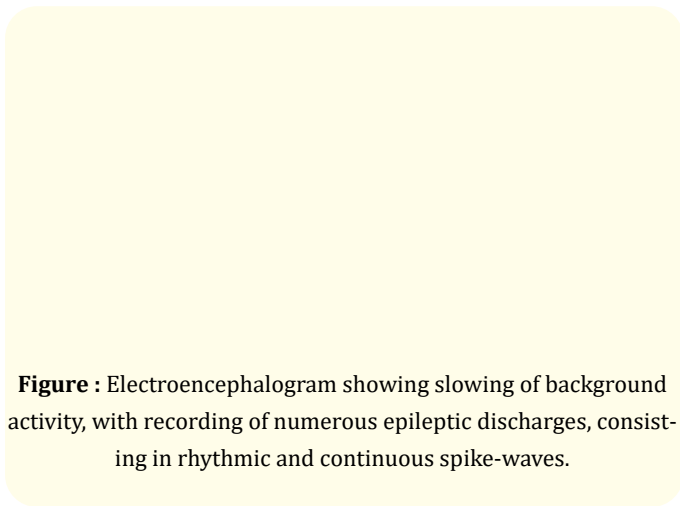 Figure : Electroencephalogram showing slowing of background
activity, with recording of numerous epileptic discharges, consist-
ing in rhythmic and continuous spike-waves.